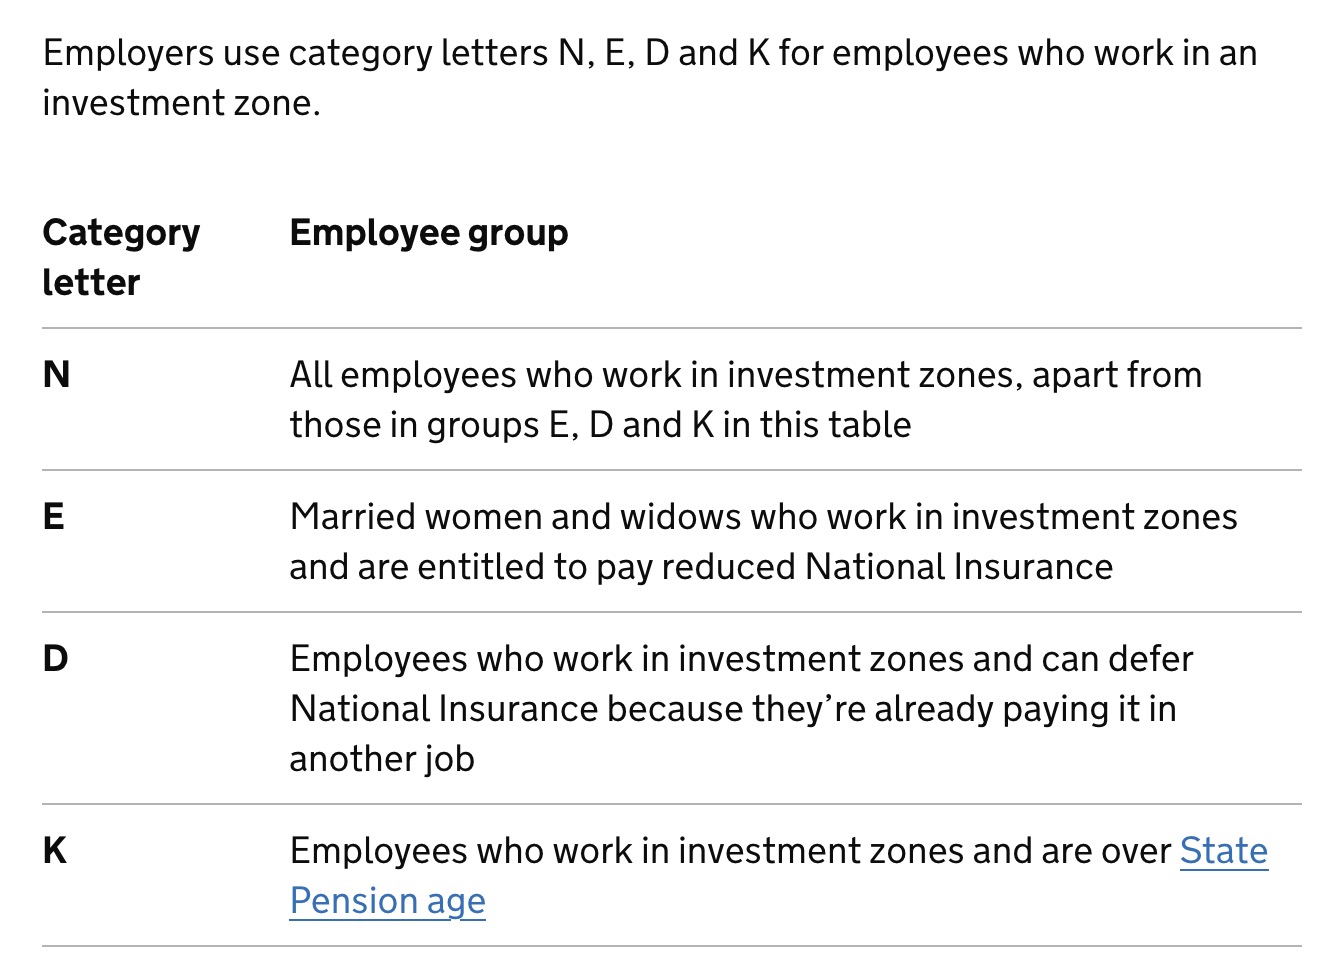 Employers use category letters N, E, D and K for employees who work in an
investment zone.
Category
letter
Employee group
N
All employees who work in investment zones, apart from
those in groups E, D and K in this table
E
Married women and widows who work in investment zones
and are entitled to pay reduced National Insurance
D
Employees who work in investment zones and can defer
National Insurance because they’re already paying it in
another job
K
Employees who work in investment zones and are over State
Pension age